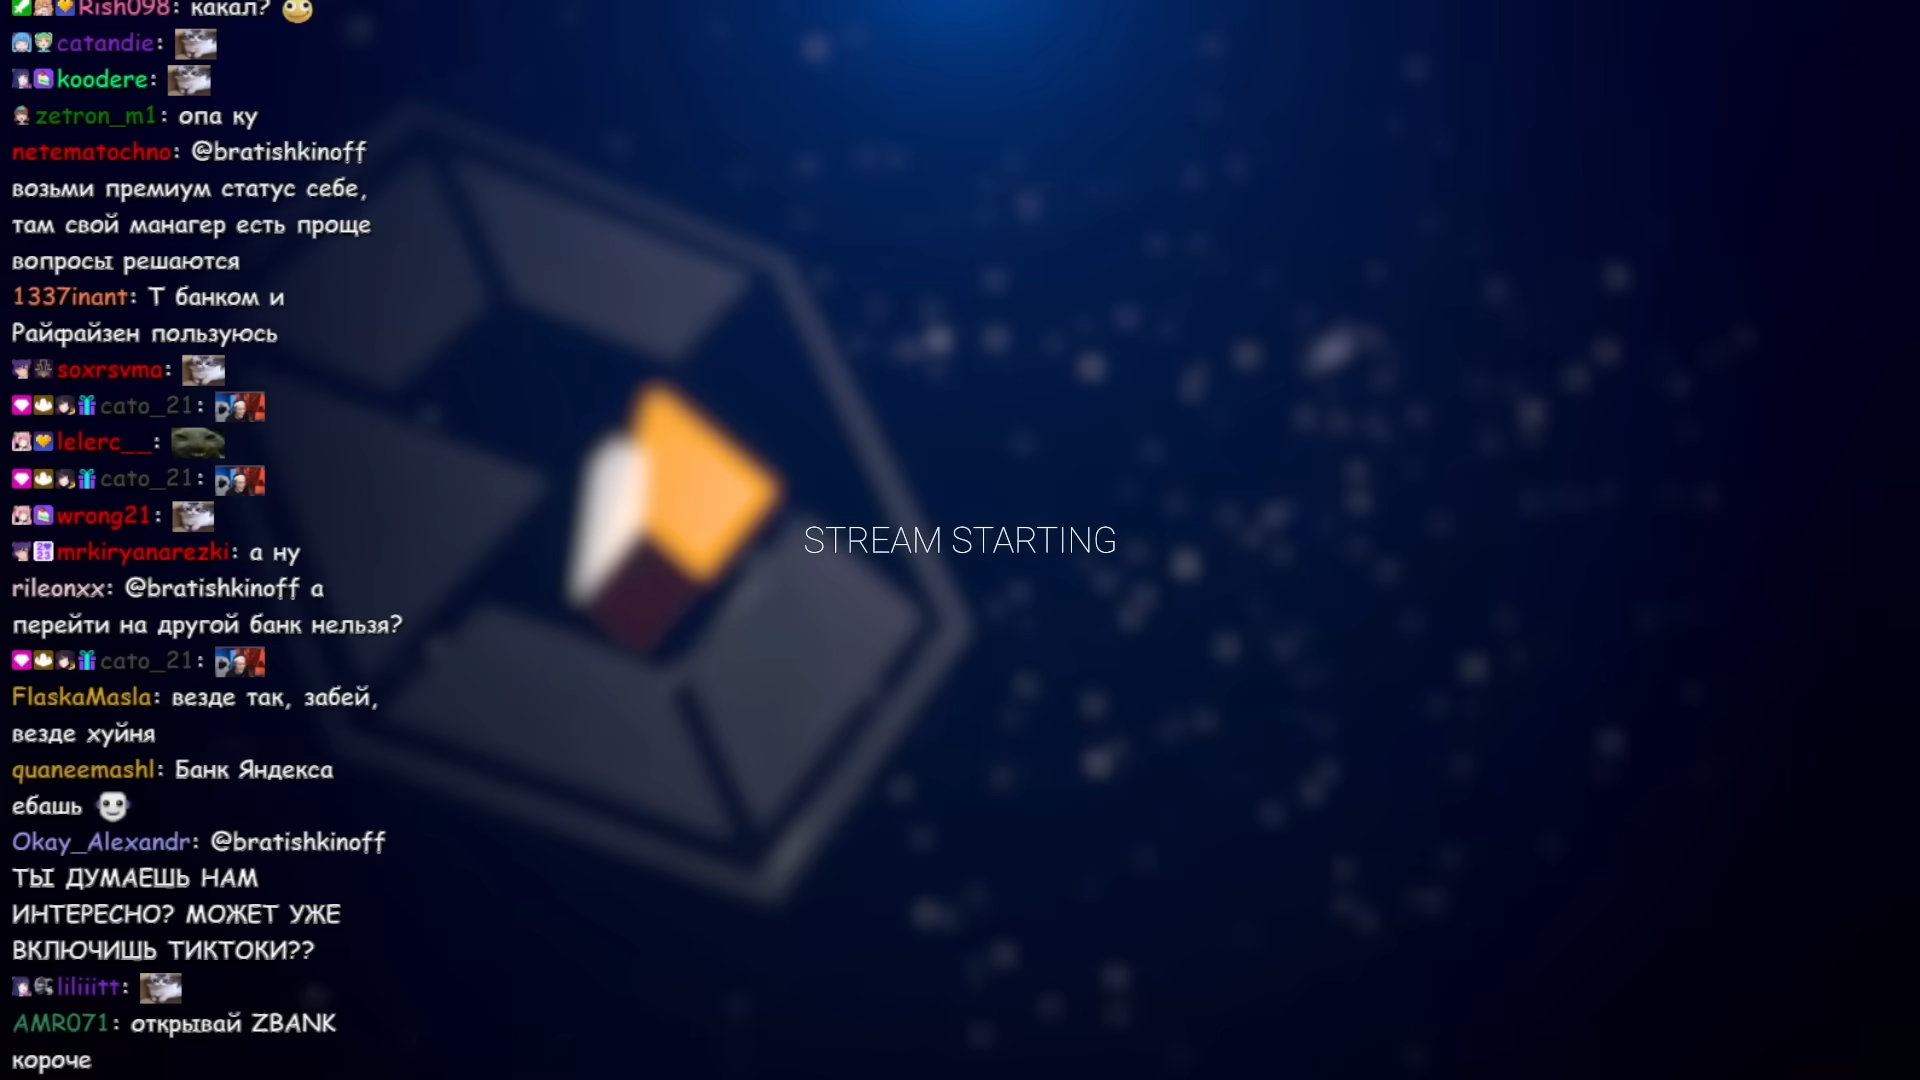 Rish098: какал?
catandie:
koodere:
zetron_m1: опа ку
netematochno: @bratishkinoff
возьми премиум статус себе,
там свой манагер есть проще
вопросы решаются
1337inant: Т банком и
Райфайзен пользуюсь
soxrsvma:
cato_21:
lelerc__:
cato_21:
wrong21:
mrkiryanarezki: а ну
rileonxx: @bratishkinoff а
перейти на другой банк нельзя?
cato_21:
FlaskaMasla: везде так, забей,
везде хуйня
quaneemashl: Банк Яндекса
ебашь
Okay_Alexandr: @bratishkinoff
ТЫ ДУМАЕШЬ НАМ
ИНТЕРЕСНО? МОЖЕТ УЖЕ
ВКЛЮЧИШЬ ТИКТОКИ??
liliiitt:
AMR071: открывай ZBANK
короче
STREAM STARTING